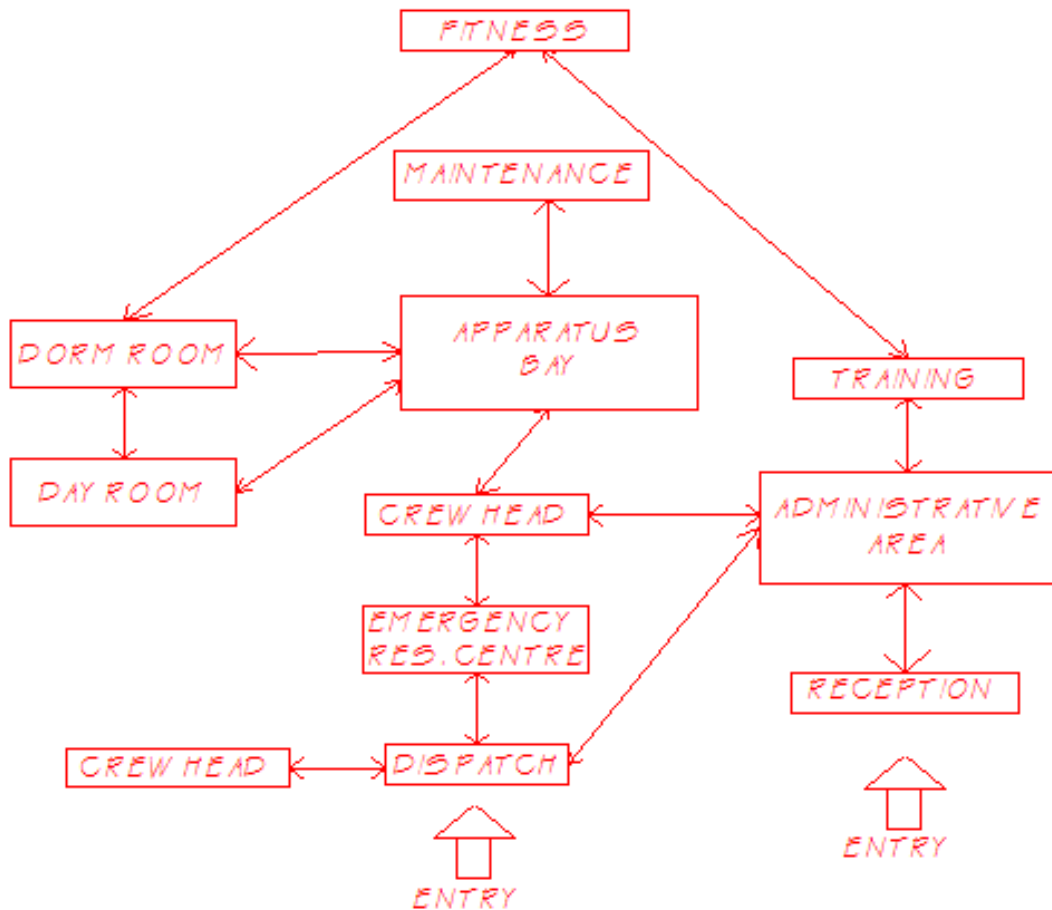 FITNESS
MAINTENANCE
APPARATUS
BAY
DORM ROOM
TRAINING
DAY ROOM
CREW HEAD
ADMINISTRATIVE
AREA
EMERGENCY
RES. CENTRE
RECEPTION
CREW HEAD
DISPATCH
ENTRY
ENTRY